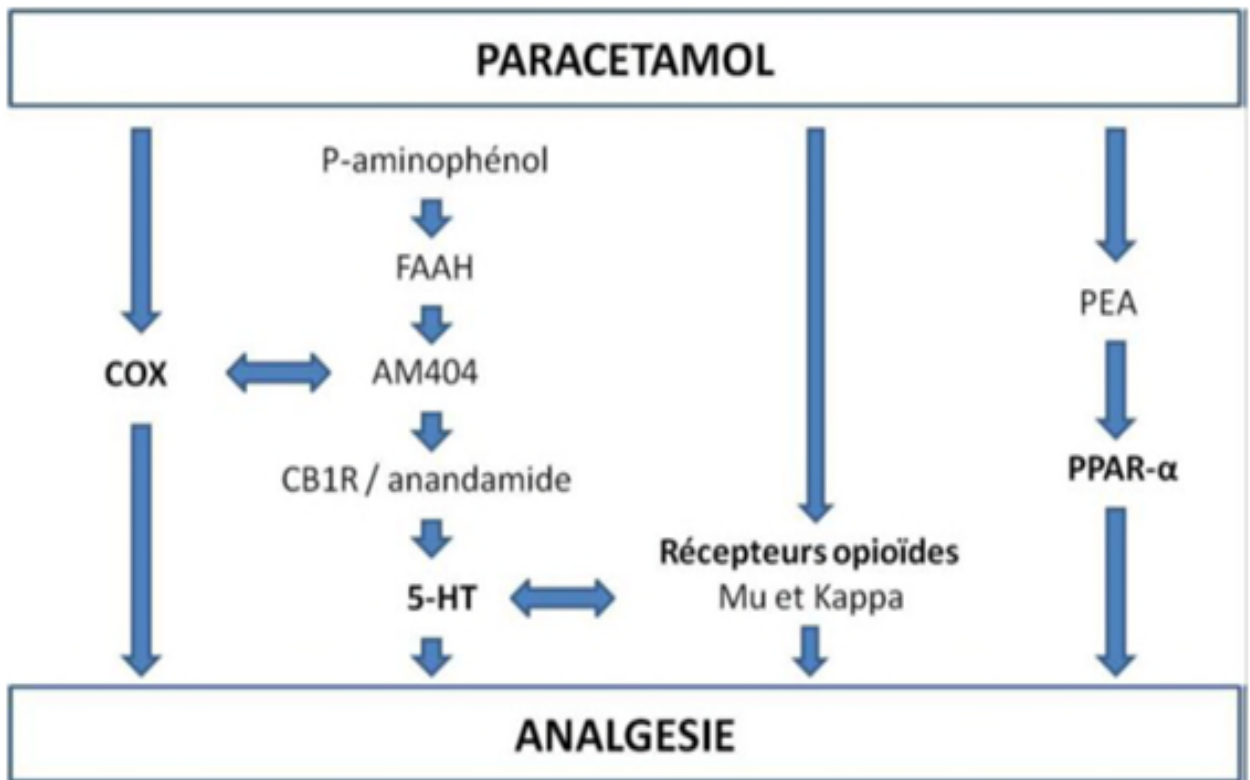 PARACETAMOL
P-aminophénol
FAAH
PEA
COX
AM404
CB1R / anandamide
PPAR-α
Récepteurs opioïdes
5-HT
Mu et Kappa
ANALGESIE